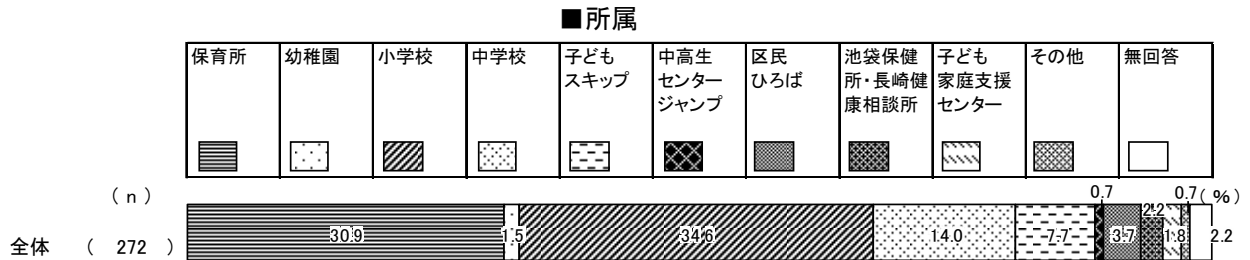 ■所属
保育所
幼稚園
小学校
中学校
子ども
スキップ
中高生
センター
ジャンプ
区民
ひろば
池袋保健
所・長崎健
康相談所
子ども
家庭支援
センター
その他
無回答
(n)
0.7
0.7
(%)
全体 ( 272 )
30.9
1.5
34.6
14.0
7.7
3.7
2.2
1.8
2.2